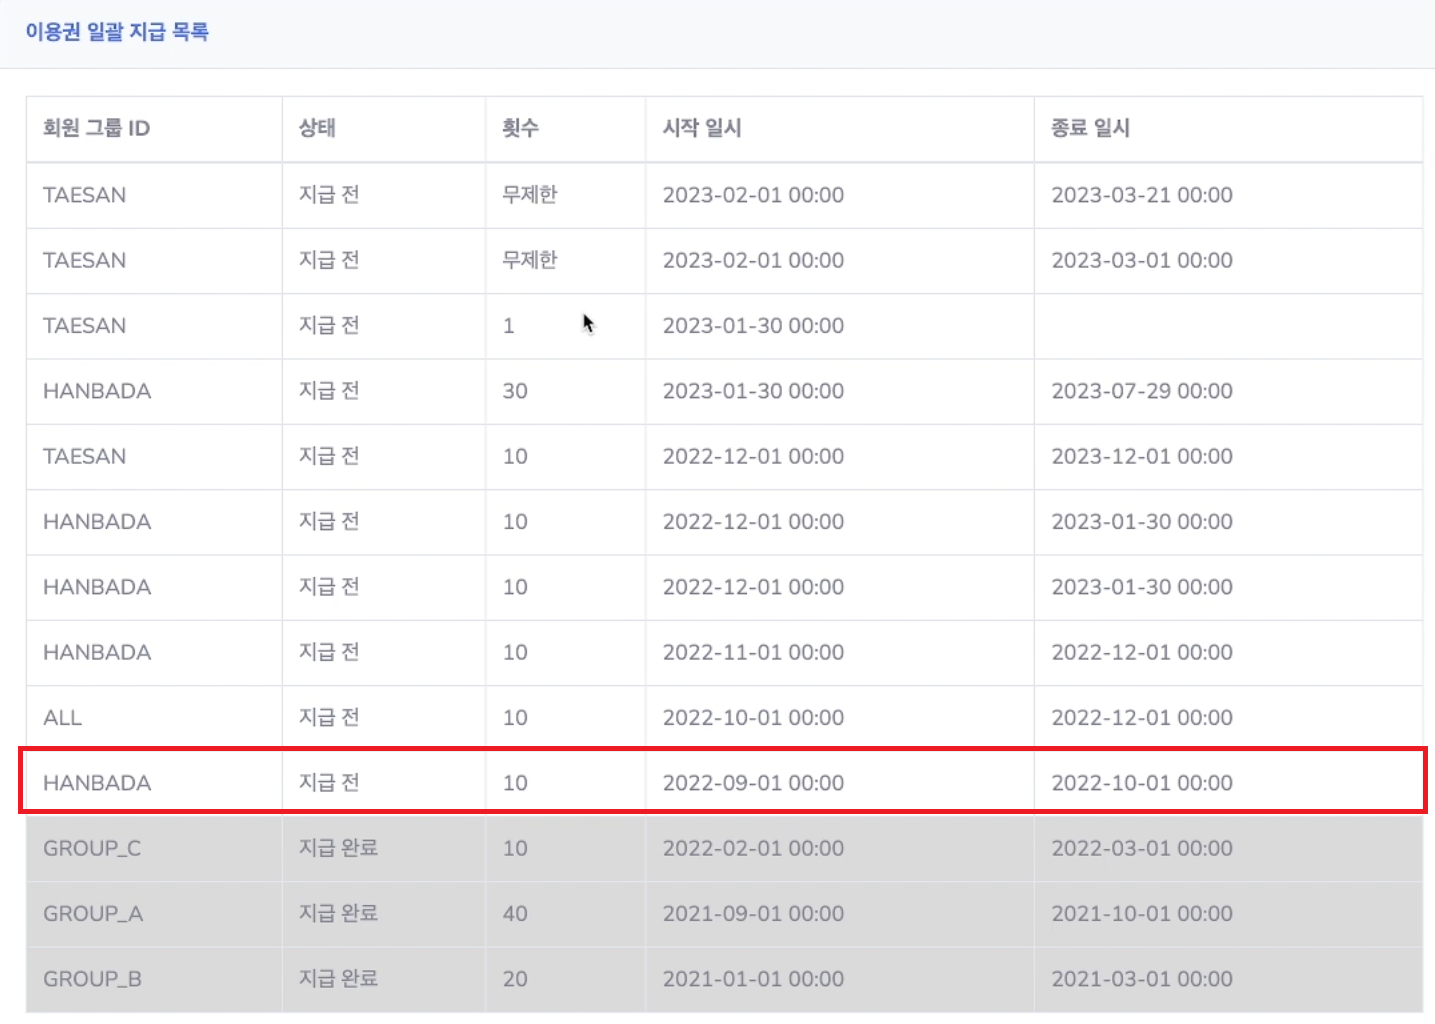 이용권 일괄 지급 목록
회원 그룹 ID 상태 횟수 시작 일시 종료 일시
TAESAN 지급 전 무제한 2023-02-01 00:00 2023-03-21 00:00
TAESAN 지급 전 무제한 2023-02-01 00:00 2023-03-01 00:00
TAESAN 지급 전 1 2023-01-30 00:00
HANBADA 지급 전 30 2023-01-30 00:00 2023-07-29 00:00
TAESAN 지급 전 10 2022-12-01 00:00 2023-12-01 00:00
HANBADA 지급 전 10 2022-12-01 00:00 2023-01-30 00:00
HANBADA 지급 전 10 2022-12-01 00:00 2023-01-30 00:00
HANBADA 지급 전 10 2022-11-01 00:00 2022-12-01 00:00
ALL 지급 전 10 2022-10-01 00:00 2022-12-01 00:00
HANBADA 지급 전 10 2022-09-01 00:00 2022-10-01 00:00
GROUP_C 지급 완료 10 2022-02-01 00:00 2022-03-01 00:00
GROUP_A 지급 완료 40 2021-09-01 00:00 2021-10-01 00:00
GROUP_B 지급 완료 20 2021-01-01 00:00 2021-03-01 00:00